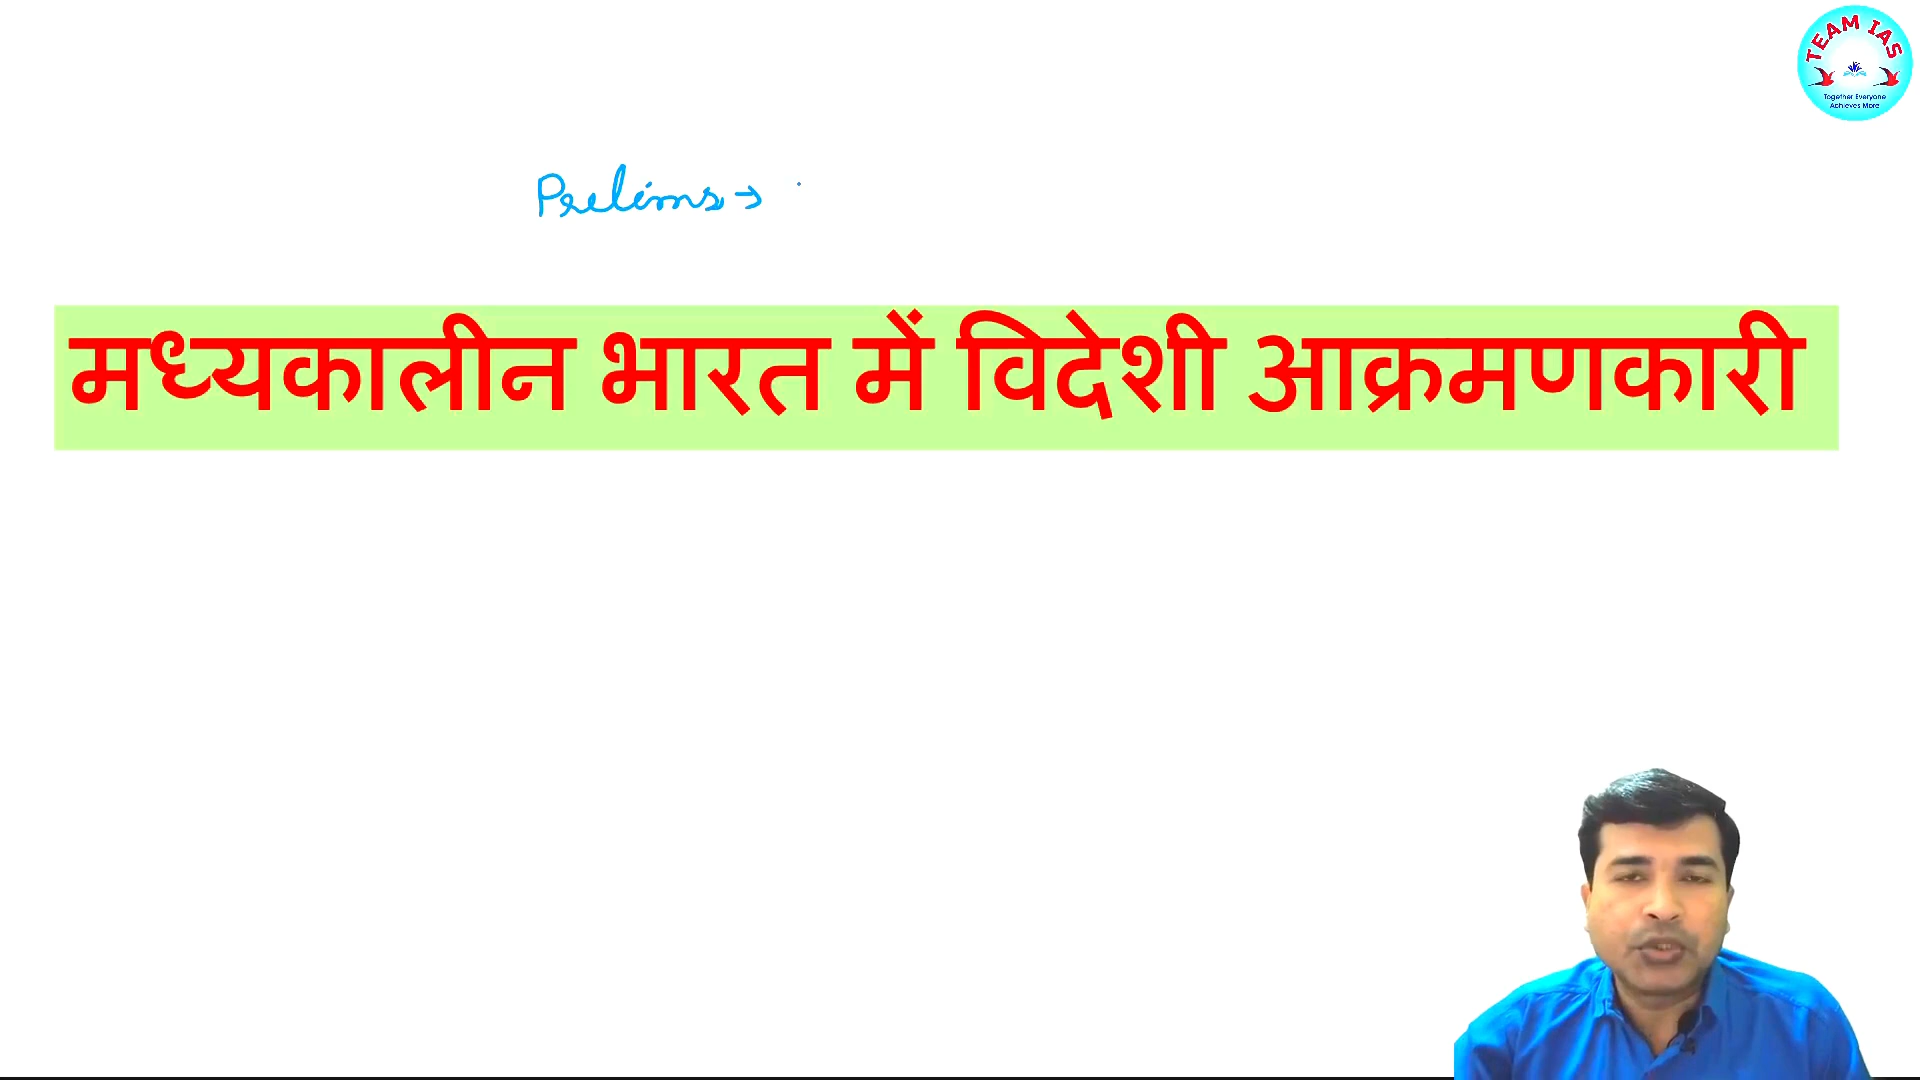 TEAM IAS
Together Everyone
Achieves More
Prelims →
मध्यकालीन भारत में विदेशी आक्रमणकारी